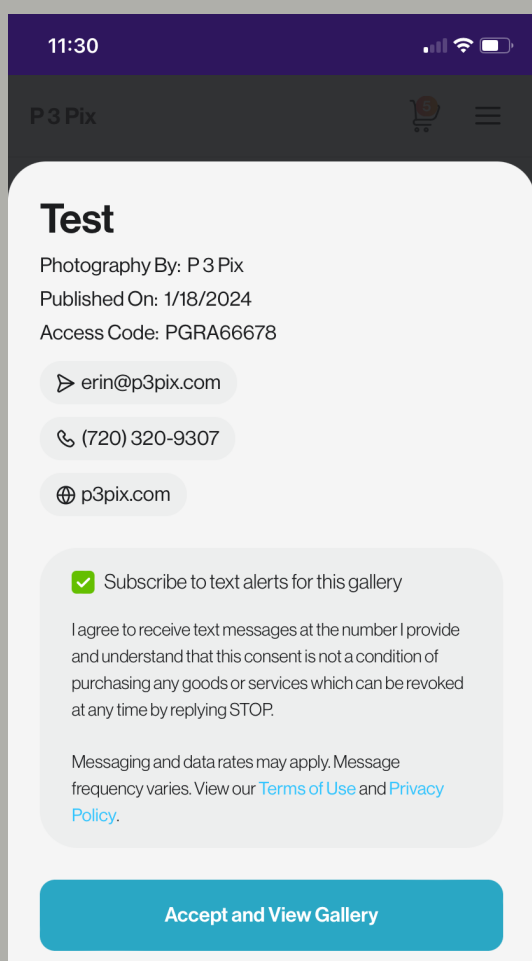 11:30
P 3 Pix
5
Test
Photography By: P 3 Pix
Published On: 1/18/2024
Access Code: PGRA66678
erin@p3pix.com
(720) 320-9307
p3pix.com
Subscribe to text alerts for this gallery
I agree to receive text messages at the number I provide
and understand that this consent is not a condition of
purchasing any goods or services which can be revoked
at any time by replying STOP.
Messaging and data rates may apply. Message
frequency varies. View our Terms of Use and Privacy
Policy.
Accept and View Gallery